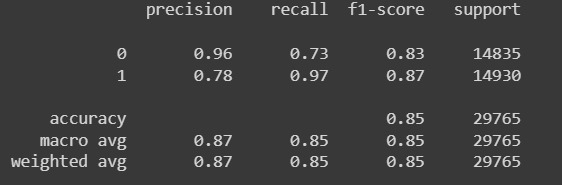 precision recall f1-score support
0 0.96 0.73 0.83 14835
1 0.78 0.97 0.87 14930
accuracy 0.85 29765
macro avg 0.87 0.85 0.85 29765
weighted avg 0.87 0.85 0.85 29765